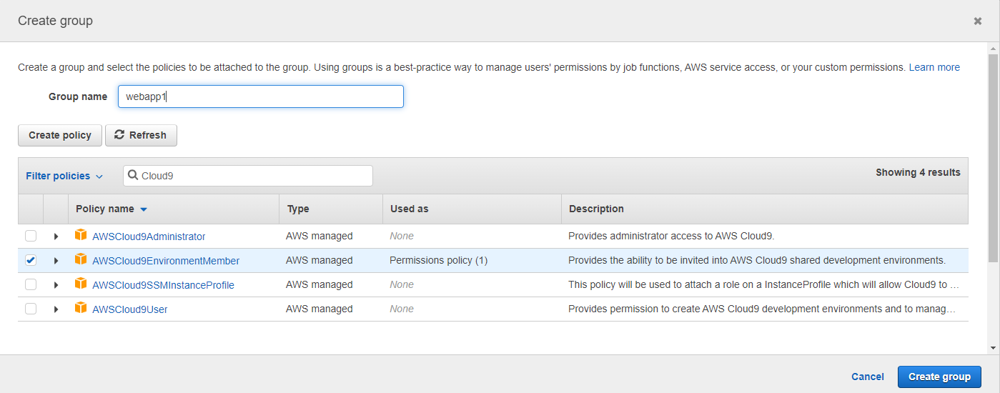 Create group
Create a group and select the policies to be attached to the group. Using groups is a best-practice way to manage users' permissions by job functions, AWS service access, or your custom permissions. Learn more
Group name webapp1
Create policy Refresh
Filter policies Cloud9 Showing 4 results
Policy name Type Used as Description
AWSCloud9Administrator AWS managed None Provides administrator access to AWS Cloud9.
AWSCloud9EnvironmentMember AWS managed Permissions policy (1) Provides the ability to be invited into AWS Cloud9 shared development environments.
AWSCloud9SSMInstanceProfile AWS managed None This policy will be used to attach a role on a InstanceProfile which will allow Cloud9 to ...
AWSCloud9User AWS managed None Provides permission to create AWS Cloud9 development environments and to manag...
Cancel Create group